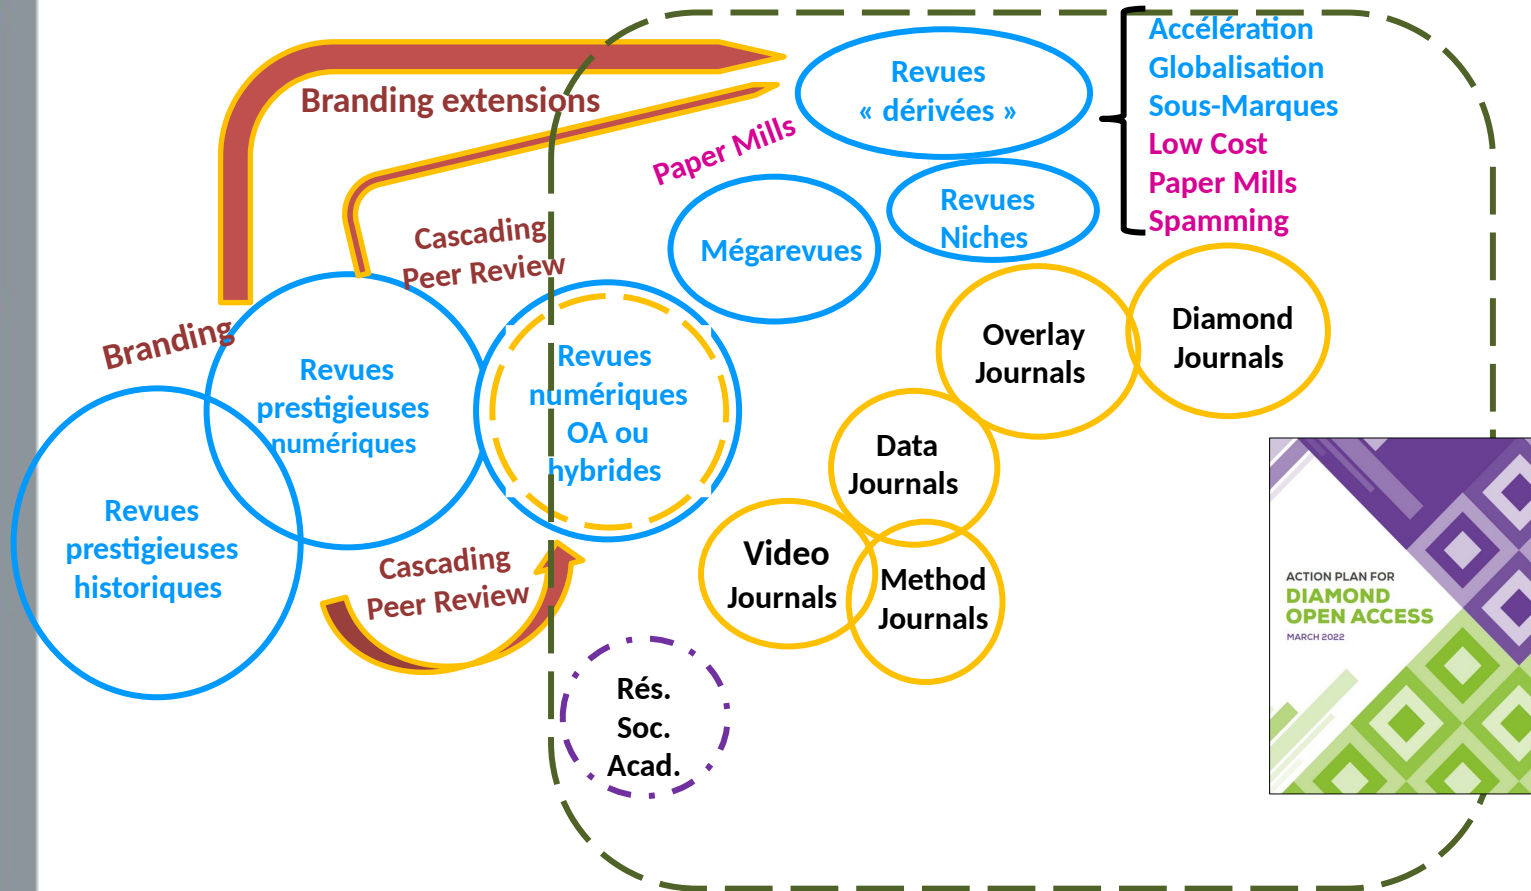 Accélération
Globalisation
Sous-Marques
Low Cost
Paper Mills
Spamming
Revues
« dérivées »
Branding extensions
Paper Mills
Revues
Niches
Mégarevues
Cascading
Peer Review
Branding
Revues
prestigieuses
numériques
Revues
numériques
OA ou
hybrides
Overlay
Journals
Diamond
Journals
Data
Journals
Revues
prestigieuses
historiques
Cascading
Peer Review
Video
Journals
Method
Journals
ACTION PLAN FOR
DIAMOND
OPEN ACCESS
MARCH 2022
Rés.
Soc.
Acad.